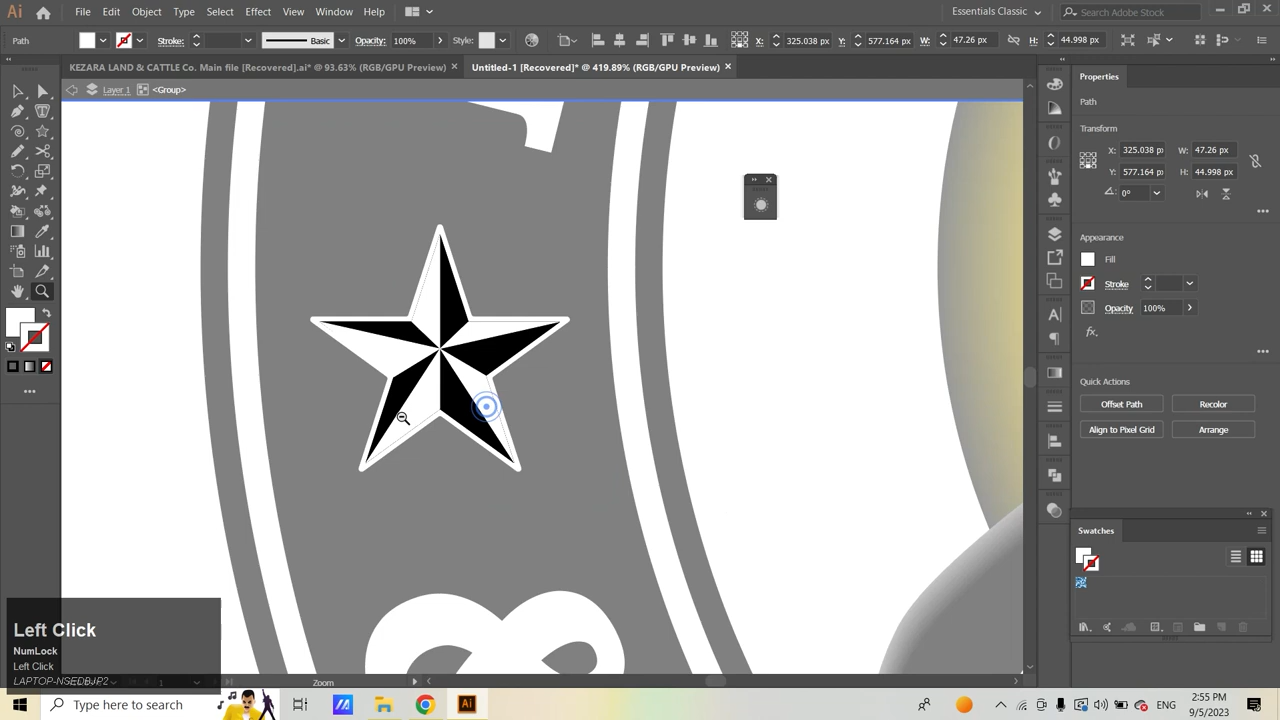 Ai File Edit Object Type Select Effect View Window Help Essentials Classic Search Adobe Stock
Path Stroke: Basic Opacity: 100% Style: X: 325.038 px Y: 577.164 px W: 47.26 px H: 44.998 px
KEZARA LAND & CATTLE Co. Main file [Recovered].ai* @ 93.63% (RGB/GPU Preview) × Untitled-1 [Recovered]* @ 419.89% (RGB/GPU Preview) ×
Layer 1 <Group>
Properties
Path
Transform
X: 325.038 p W: 47.26 px
Y: 577.164 p H: 44.998 px
0°
Appearance
Fill
Stroke
Opacity 100%
fx.
Quick Actions
Offset Path Recolor
Align to Pixel Grid Arrange
Swatches
&
Left Click
NumLock
Left Click
LAPTOP-NSEDBJP2
1 Zoom
Type here to search Ai ENG 2:55 PM
9/5/2023